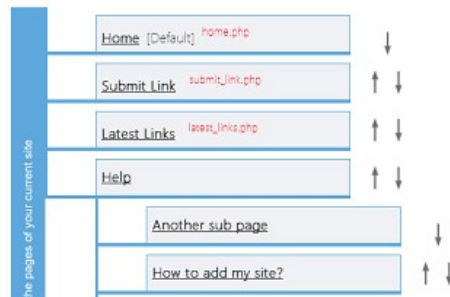 Home [Default] home.php
Submit Link submit_link.php
Latest Links latest_links.php
Help
Another sub page
How to add my site?
the pages of your current site